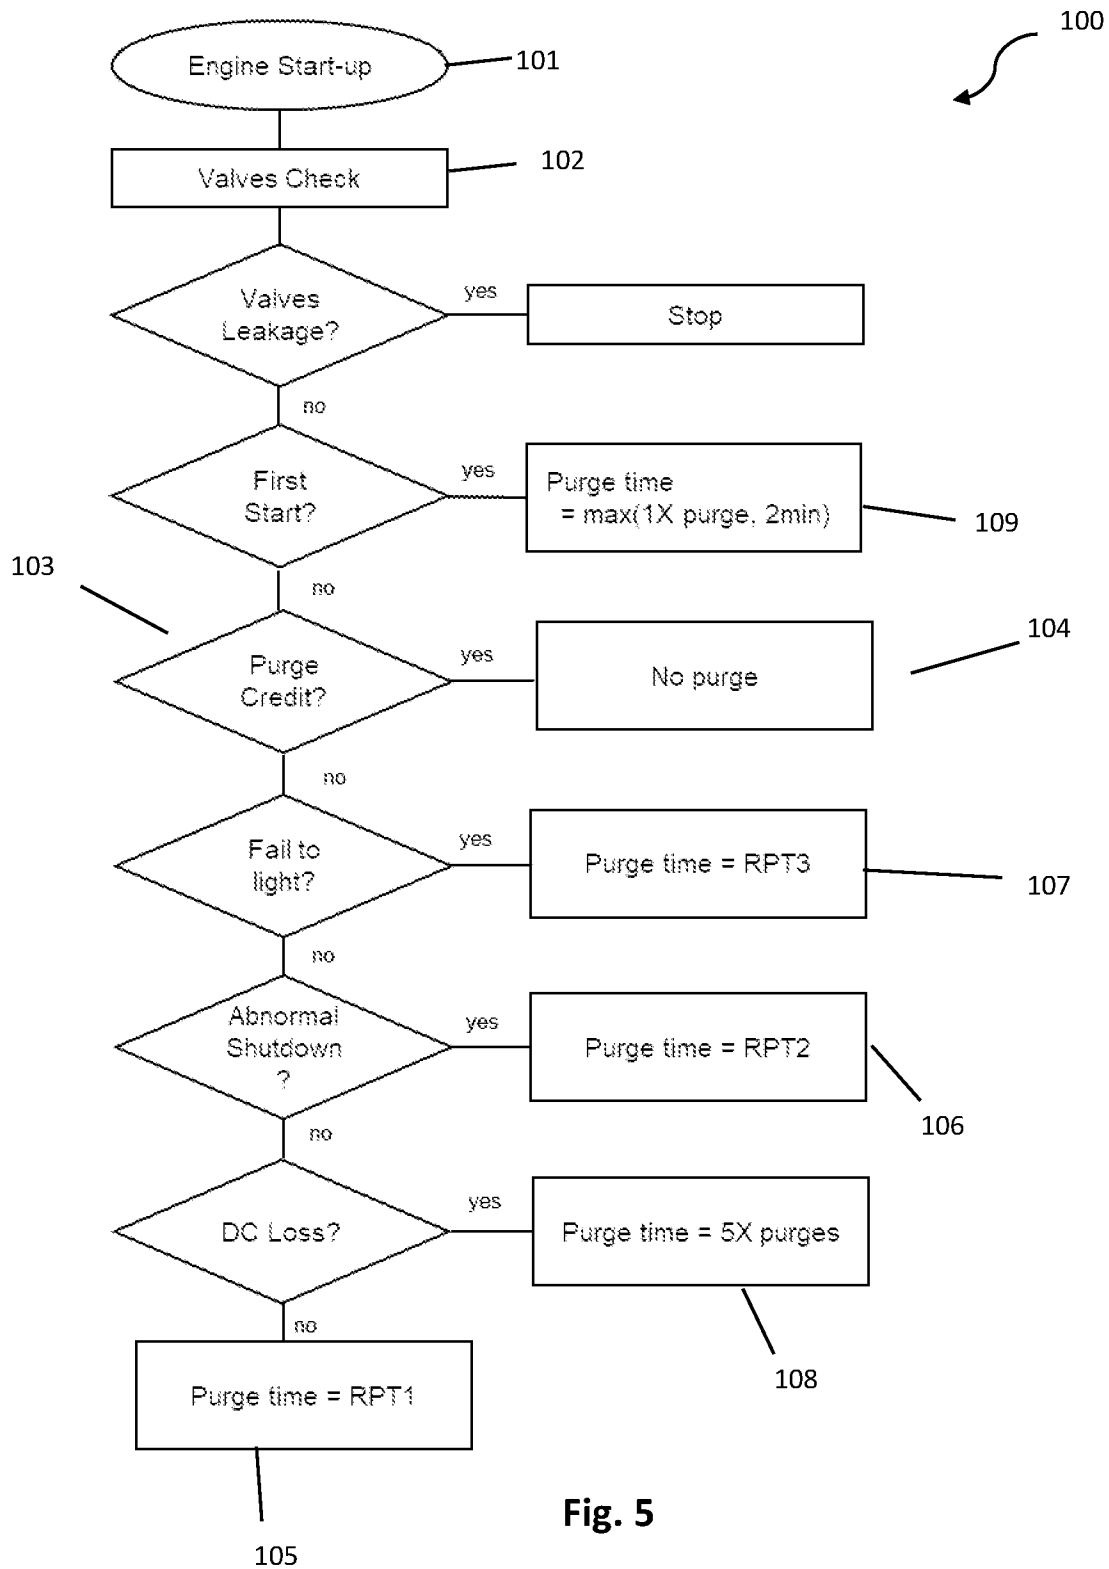 100
Engine Start-up
101
Valves Check
102
Valves
Leakage?
yes
Stop
no
First
Start?
yes
Purge time
= max(1X purge, 2min)
109
no
103
Purge
Credit?
yes
No purge
104
no
Fail to
light?
yes
Purge time = RPT3
107
no
Abnormal
Shutdown
?
yes
Purge time = RPT2
106
no
DC Loss?
yes
Purge time = 5X purges
108
no
Purge time = RPT1
105
Fig. 5